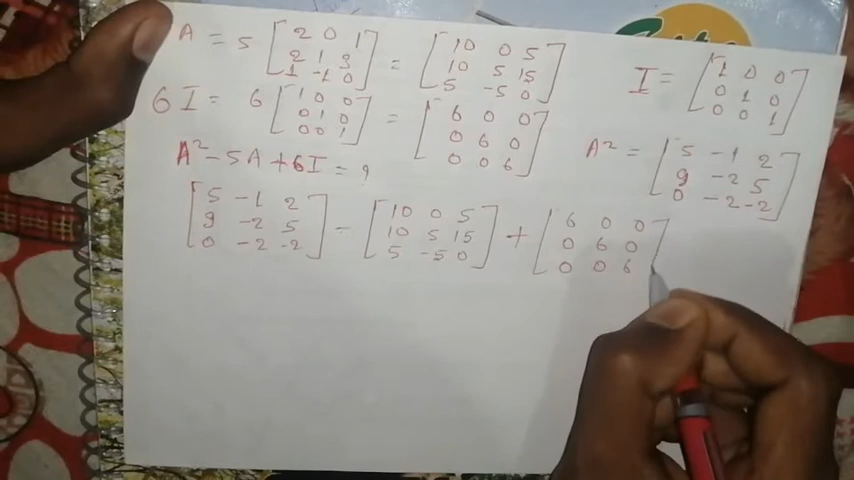 A = 5 [2 0 1 = [10 0 5
2 1 3 10 5 15
1 -1 0] 5 -5 0]
I = [1 0 0
0 1 0
0 0 1]
6I = 6 [1 0 0 = [6 0 0
0 1 0 0 6 0
0 0 1] 0 0 6]
A² - 5A + 6I = ?
A² = [5 -1 2
9 -2 5
0 -2 -2]
[5 -1 2 - [10 0 5 + [6 0 0
9 -2 5 10 5 15 0 6 0
0 -2 -2] 5 -5 0] 0 0 6]